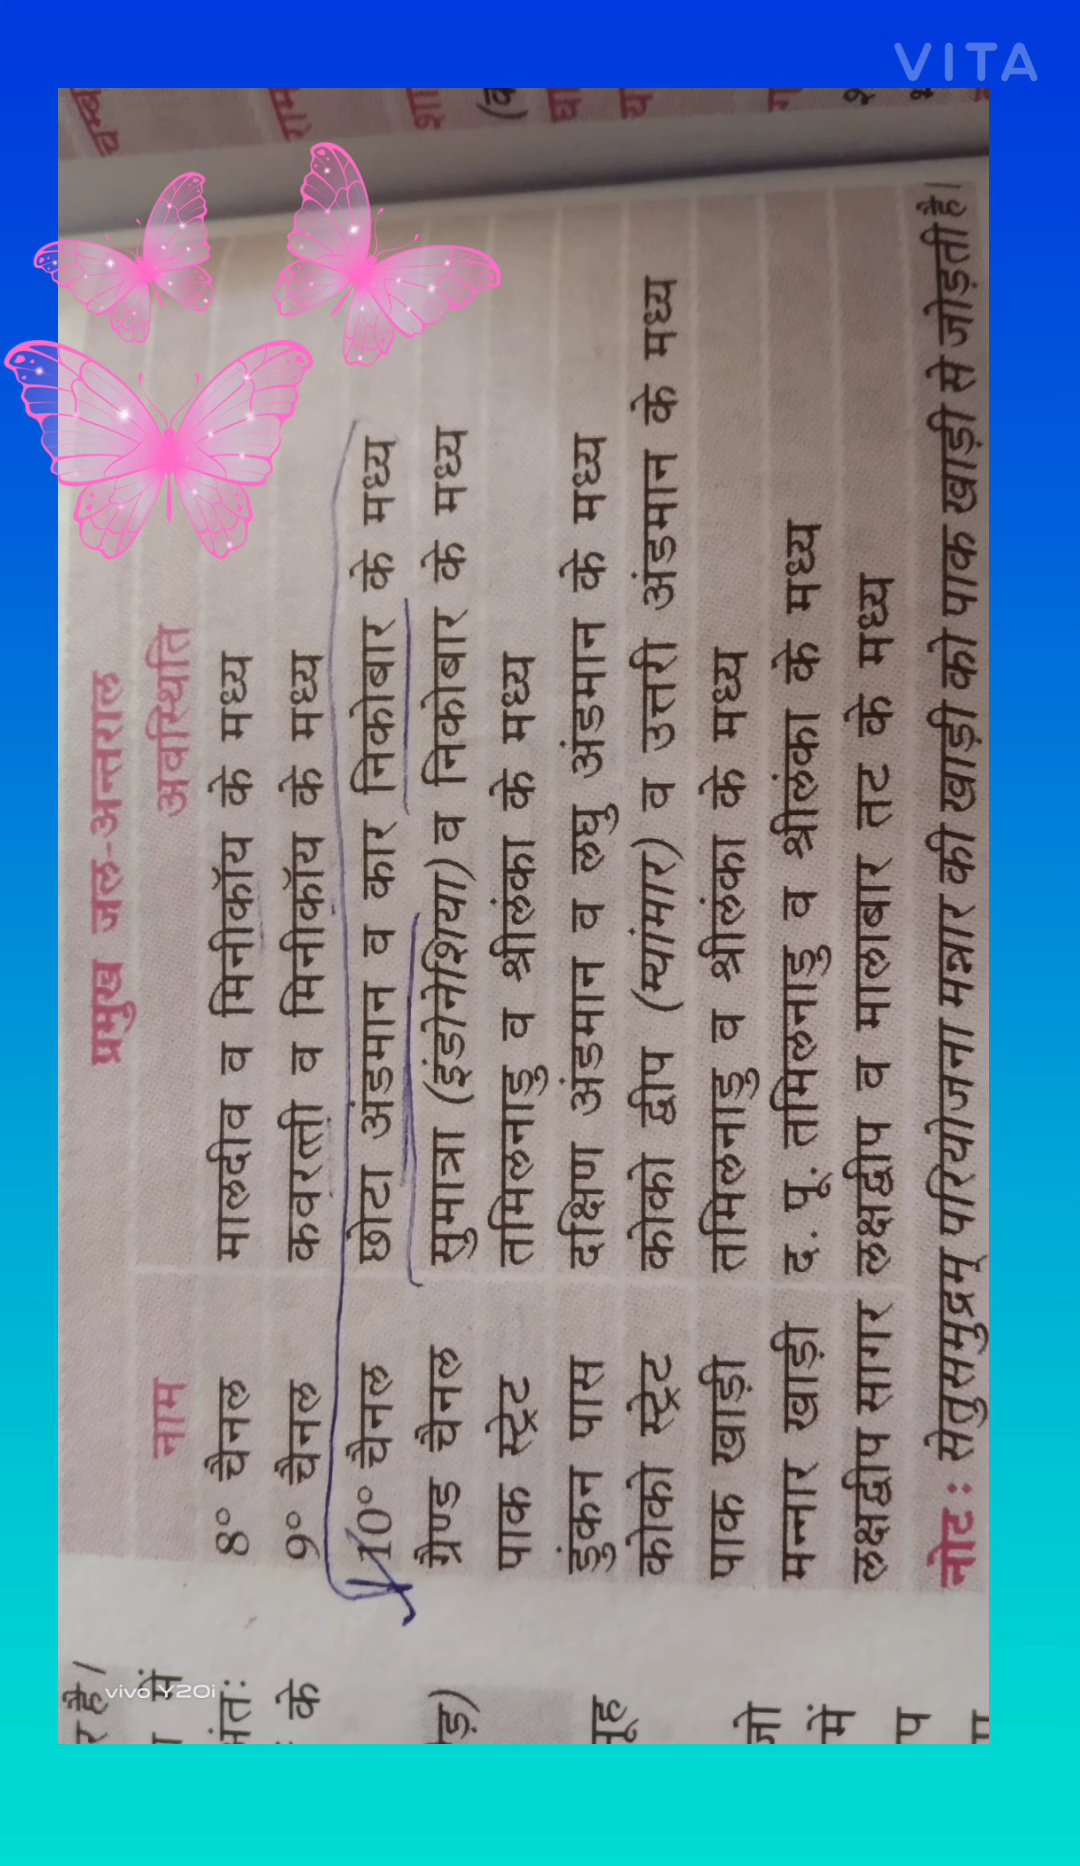 VITA
प्रमुख जल-अन्तराल
नाम अवस्थिति
8° चैनल मालदीव व मिनीकॉय के मध्य
9° चैनल कवरत्ती व मिनीकॉय के मध्य
10° चैनल छोटा अंडमान व कार निकोबार के मध्य
ग्रैण्ड चैनल सुमात्रा (इंडोनेशिया) व निकोबार के मध्य
पाक स्ट्रेट तमिलनाडु व श्रीलंका के मध्य
डुंकन पास दक्षिण अंडमान व लघु अंडमान के मध्य
कोको स्ट्रेट कोको द्वीप (म्यांमार) व उत्तरी अंडमान के मध्य
पाक खाड़ी तमिलनाडु व श्रीलंका के मध्य
मन्नार खाड़ी द. पू. तमिलनाडु व श्रीलंका के मध्य
लक्षद्वीप सागर लक्षद्वीप व मालाबार तट के मध्य
नोट : सेतुसमुद्रम् परियोजना मन्नार की खाड़ी को पाक खाड़ी से जोड़ती है।
vivo Y20i